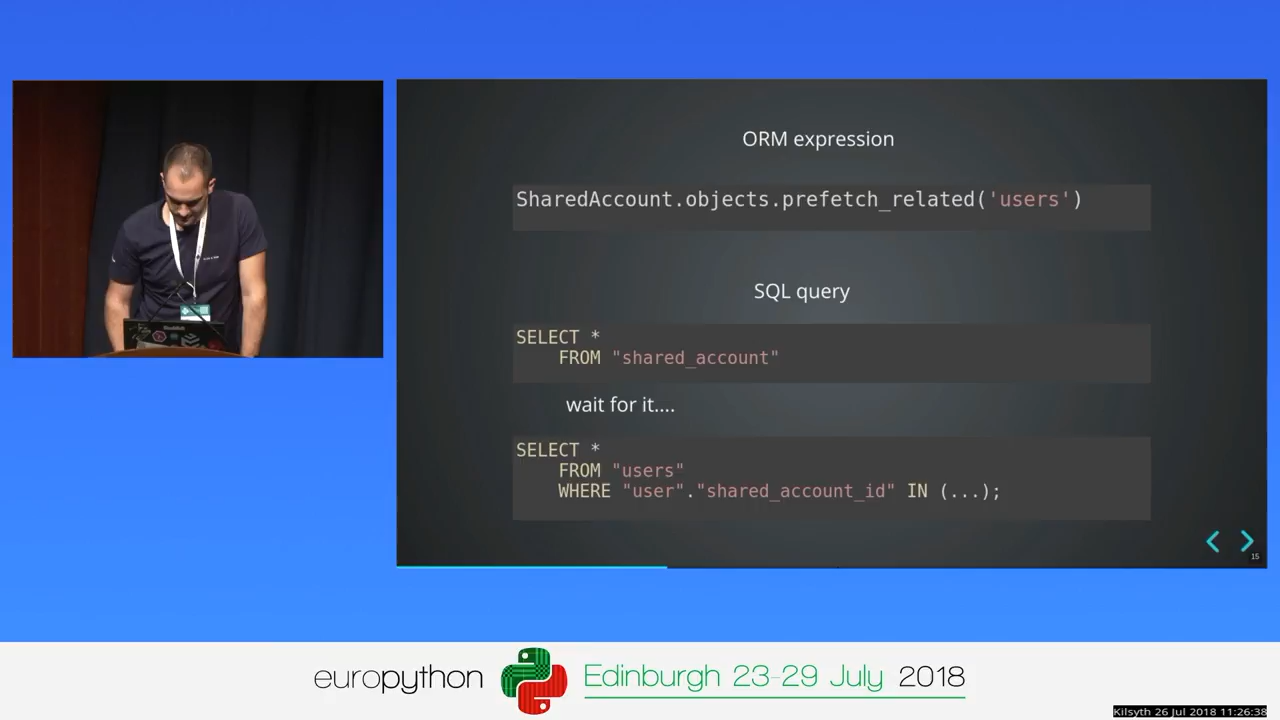 ORM expression
SharedAccount.objects.prefetch_related('users')
SQL query
SELECT *
FROM "shared_account"
wait for it....
SELECT *
FROM "users"
WHERE "user"."shared_account_id" IN (...);
15
europython
Edinburgh 23-29 July 2018
Kilsyth 26 Jul 2018 11:26:38